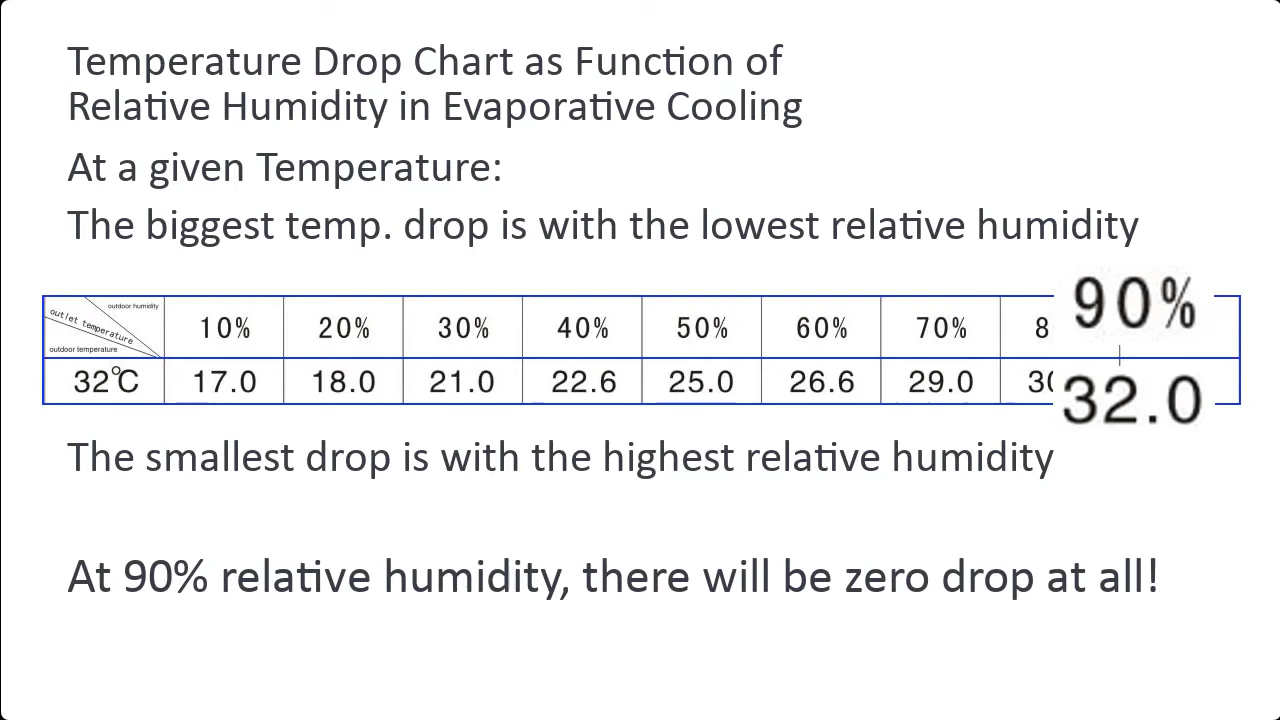 Temperature Drop Chart as Function of
Relative Humidity in Evaporative Cooling
At a given Temperature:
The biggest temp. drop is with the lowest relative humidity
outdoor humidity
outlet temperature
outdoor temperature
10% 20% 30% 40% 50% 60% 70% 8 90%
32℃ 17.0 18.0 21.0 22.6 25.0 26.6 29.0 30 32.0
The smallest drop is with the highest relative humidity
At 90% relative humidity, there will be zero drop at all!